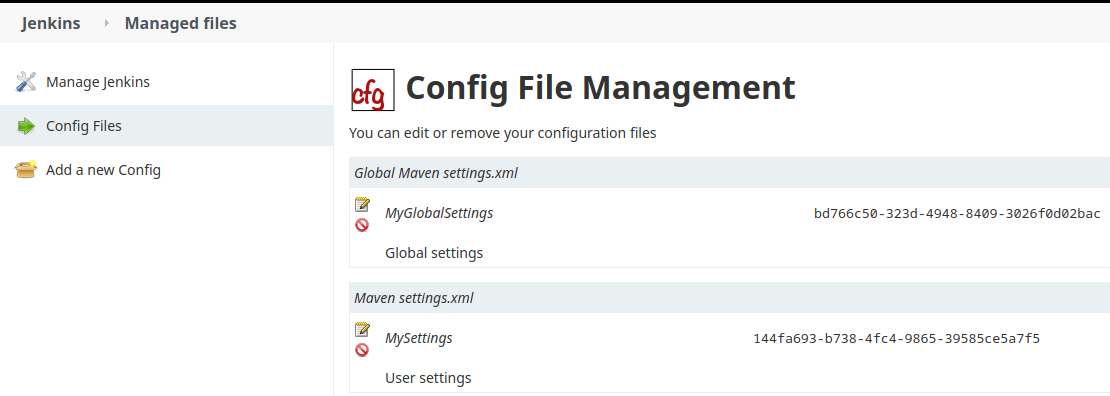 Jenkins Managed files
Manage Jenkins
Config Files
Add a new Config
cfg Config File Management
You can edit or remove your configuration files
Global Maven settings.xml
MyGlobalSettings bd766c50-323d-4948-8409-3026f0d02bac
Global settings
Maven settings.xml
MySettings 144fa693-b738-4fc4-9865-39585ce5a7f5
User settings